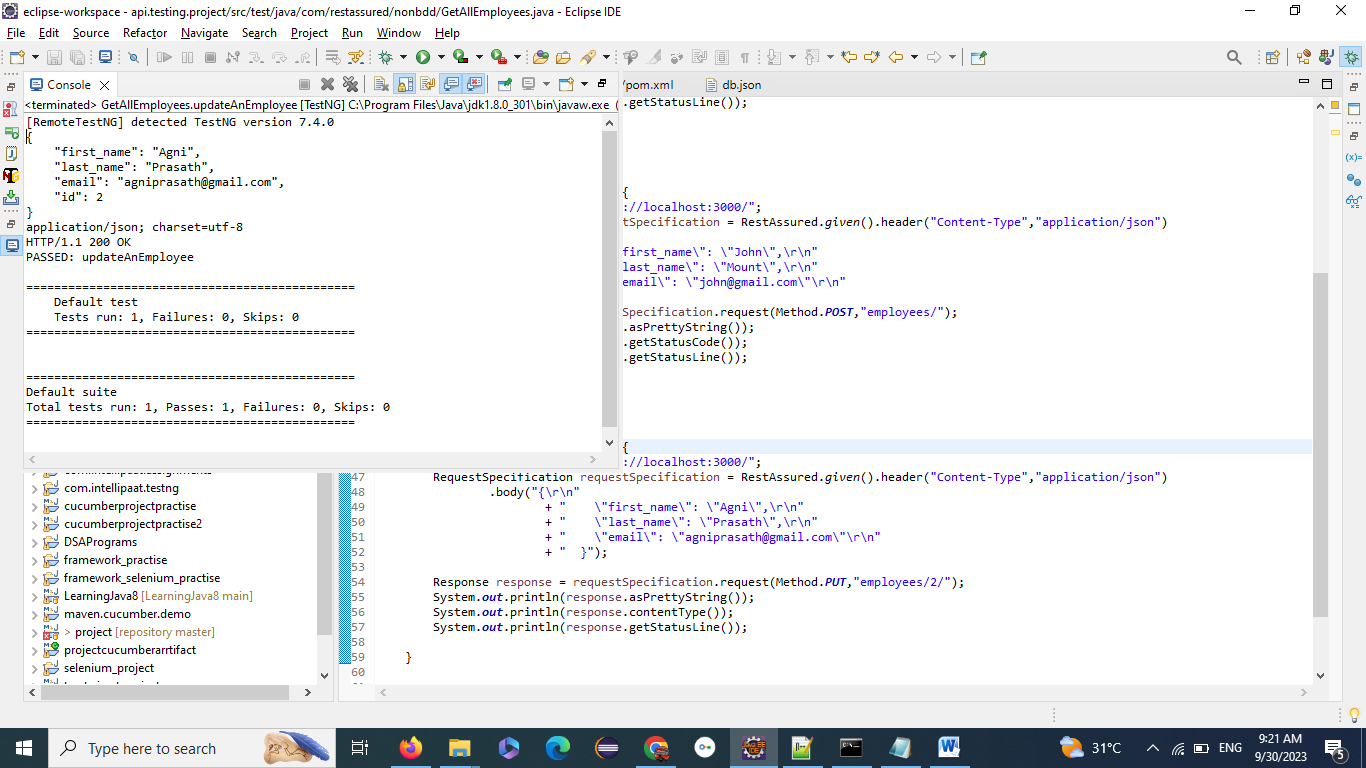 eclipse-workspace - api.testing.project/src/test/java/com/restassured/nonbdd/GetAllEmployees.java - Eclipse IDE
File Edit Source Refactor Navigate Search Project Run Window Help
Console
<terminated> GetAllEmployees.updateAnEmployee [TestNG] C:\Program Files\Java\jdk1.8.0_301\bin\javaw.exe (
[RemoteTestNG] detected TestNG version 7.4.0
{
    "first_name": "Agni",
    "last_name": "Prasath",
    "email": "agniprasath@gmail.com",
    "id": 2
}
application/json; charset=utf-8
HTTP/1.1 200 OK
PASSED: updateAnEmployee
===============================================
    Default test
    Tests run: 1, Failures: 0, Skips: 0
===============================================
===============================================
Default suite
Total tests run: 1, Passes: 1, Failures: 0, Skips: 0
===============================================
pom.xml db.json
.getStatusLine());
{
://localhost:3000/";
tSpecification = RestAssured.given().header("Content-Type","application/json")
first_name\": \"John\",\r\n"
last_name\": \"Mount\",\r\n"
email\": \"john@gmail.com\"\r\n"
Specification.request(Method.POST,"employees/");
.asPrettyString());
.getStatusCode());
.getStatusLine());
{
://localhost:3000/";
47 RequestSpecification requestSpecification = RestAssured.given().header("Content-Type","application/json")
48 .body("{\r\n"
49 + "    \"first_name\": \"Agni\",\r\n"
50 + "    \"last_name\": \"Prasath\",\r\n"
51 + "    \"email\": \"agniprasath@gmail.com\"\r\n"
52 + "  }");
53
54 Response response = requestSpecification.request(Method.PUT,"employees/2/");
55 System.out.println(response.asPrettyString());
56 System.out.println(response.contentType());
57 System.out.println(response.getStatusLine());
58
59 }
60
com.intellipaat.testng
cucumberprojectpractise
cucumberprojectpractise2
DSAPrograms
framework_practise
framework_selenium_practise
LearningJava8 [LearningJava8 main]
maven.cucumber.demo
> project [repository master]
projectcucumberarrtifact
selenium_project
Type here to search
31°C ENG
9:21 AM
9/30/2023
5